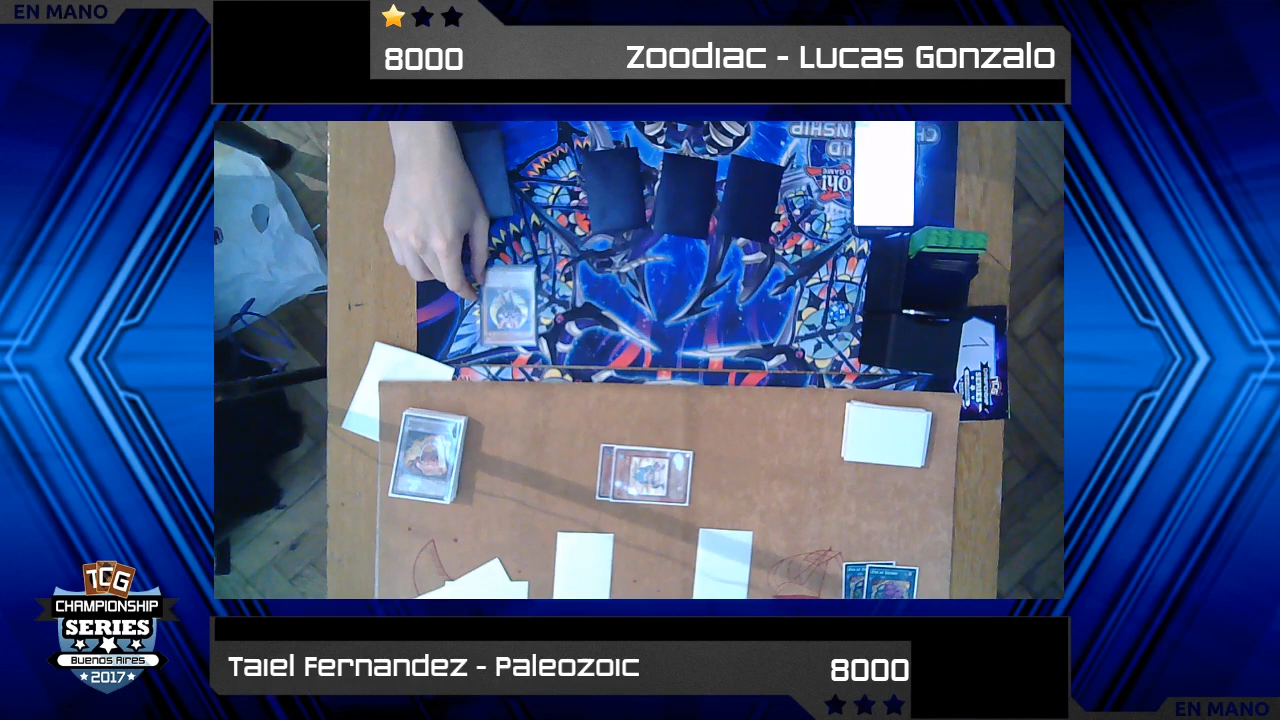 EN MANO
8000
Zoodiac - Lucas Gonzalo
TCG
CHAMPIONSHIP
SERIES
Buenos Aires
2017
Taiel Fernandez - Paleozoic
8000
EN MANO